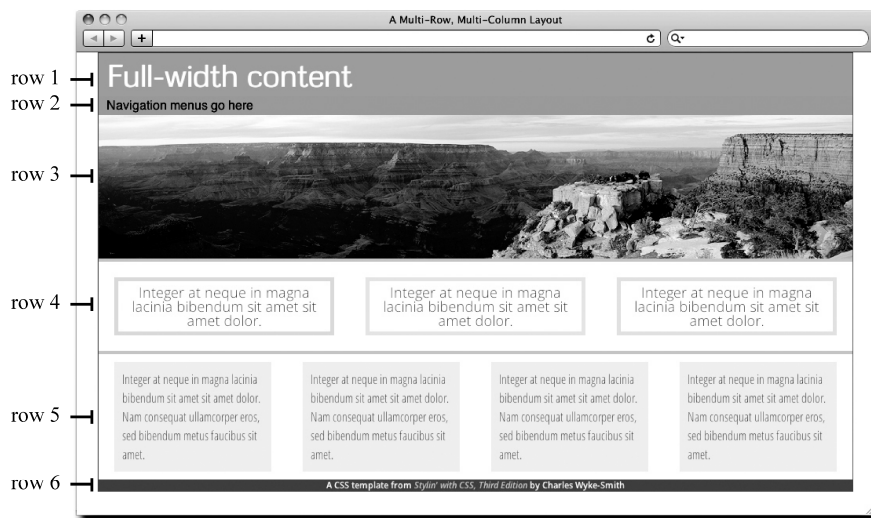 A Multi-Row, Multi-Column Layout
row 1
Full-width content
row 2
Navigation menus go here
row 3
row 4
Integer at neque in magna
lacinia bibendum sit amet sit
amet dolor.
Integer at neque in magna
lacinia bibendum sit amet sit
amet dolor.
Integer at neque in magna
lacinia bibendum sit amet sit
amet dolor.
row 5
Integer at neque in magna lacinia
bibendum sit amet sit amet dolor.
Nam consequat ullamcorper eros,
sed bibendum metus faucibus sit
amet.
Integer at neque in magna lacinia
bibendum sit amet sit amet dolor.
Nam consequat ullamcorper eros,
sed bibendum metus faucibus sit
amet.
Integer at neque in magna lacinia
bibendum sit amet sit amet dolor.
Nam consequat ullamcorper eros,
sed bibendum metus faucibus sit
amet.
Integer at neque in magna lacinia
bibendum sit amet sit amet dolor.
Nam consequat ullamcorper eros,
sed bibendum metus faucibus sit
amet.
row 6
A CSS template from Stylin' with CSS, Third Edition by Charles Wyke-Smith